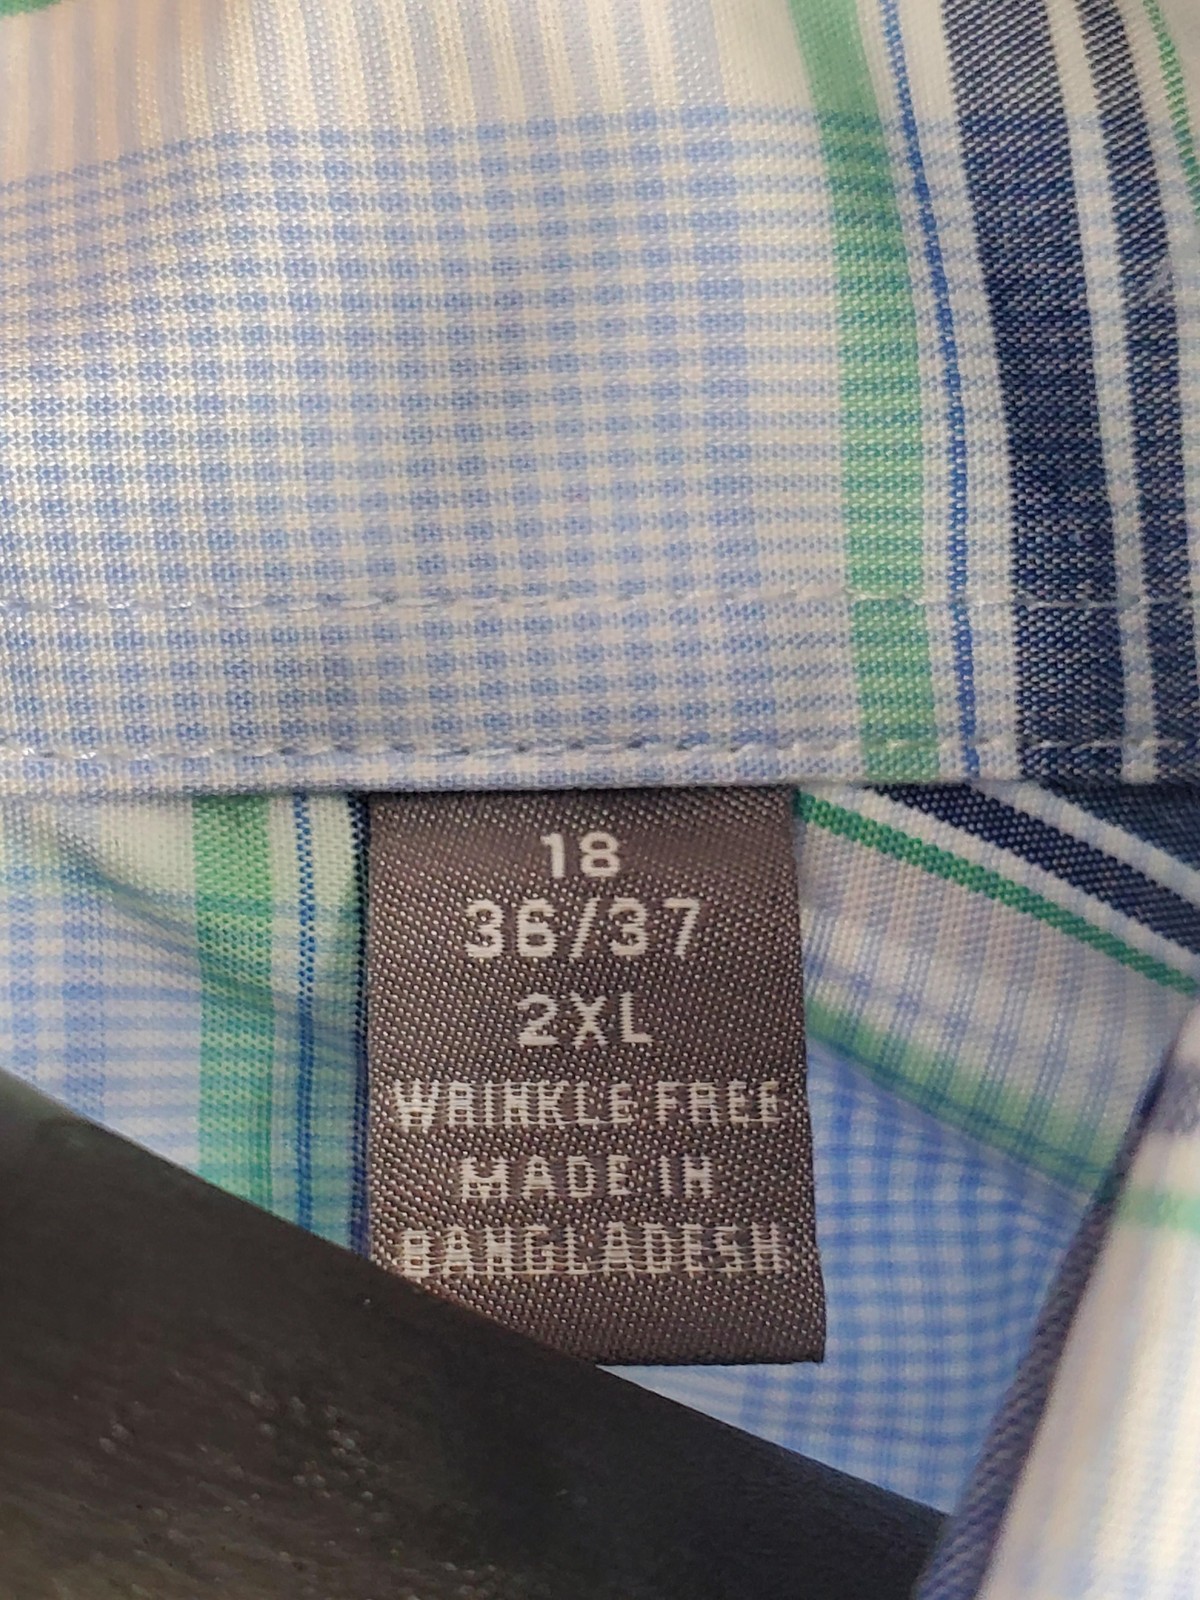 18
36/37
2XL
WRINKLE FREE
MADE IN
BANGLADESH